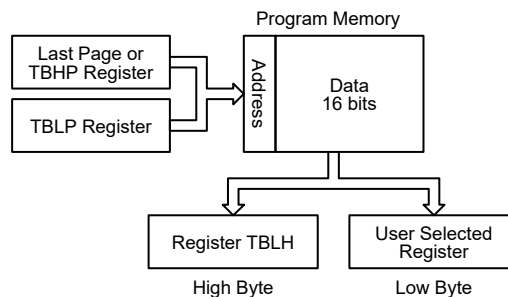 Program Memory
Last Page or
TBHP Register
TBLP Register
Address
Data
16 bits
Register TBLH
User Selected
Register
High Byte
Low Byte